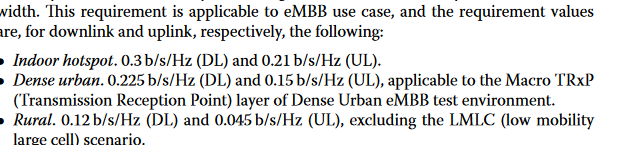 width. This requirement is applicable to eMBB use case, and the requirement values
are, for downlink and uplink, respectively, the following:
• Indoor hotspot. 0.3 b/s/Hz (DL) and 0.21 b/s/Hz (UL).
• Dense urban. 0.225 b/s/Hz (DL) and 0.15 b/s/Hz (UL), applicable to the Macro TRxP
(Transmission Reception Point) layer of Dense Urban eMBB test environment.
• Rural. 0.12 b/s/Hz (DL) and 0.045 b/s/Hz (UL), excluding the LMLC (low mobility
large cell) scenario.